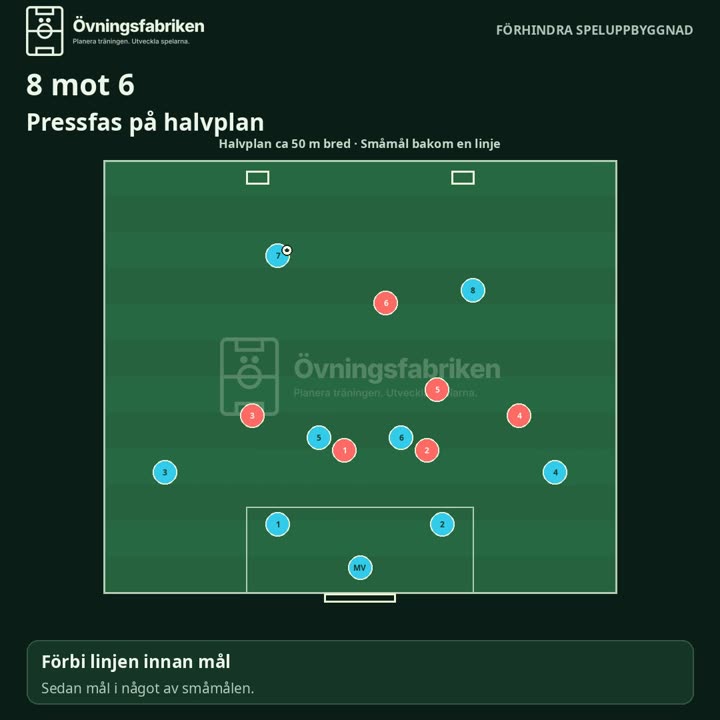 Övningsfabriken
Planera träningen. Utveckla spelarna.
FÖRHINDRA SPELUPPBYGGNAD
8 mot 6
Pressfas på halvplan
Halvplan ca 50 m bred · Småmål bakom en linje
7
8
6
Övningsfabriken
Planera träningen. Utveckla spelarna.
5
3
4
5
6
1
2
3
4
1
2
MV
Förbi linjen innan mål
Sedan mål i något av småmålen.